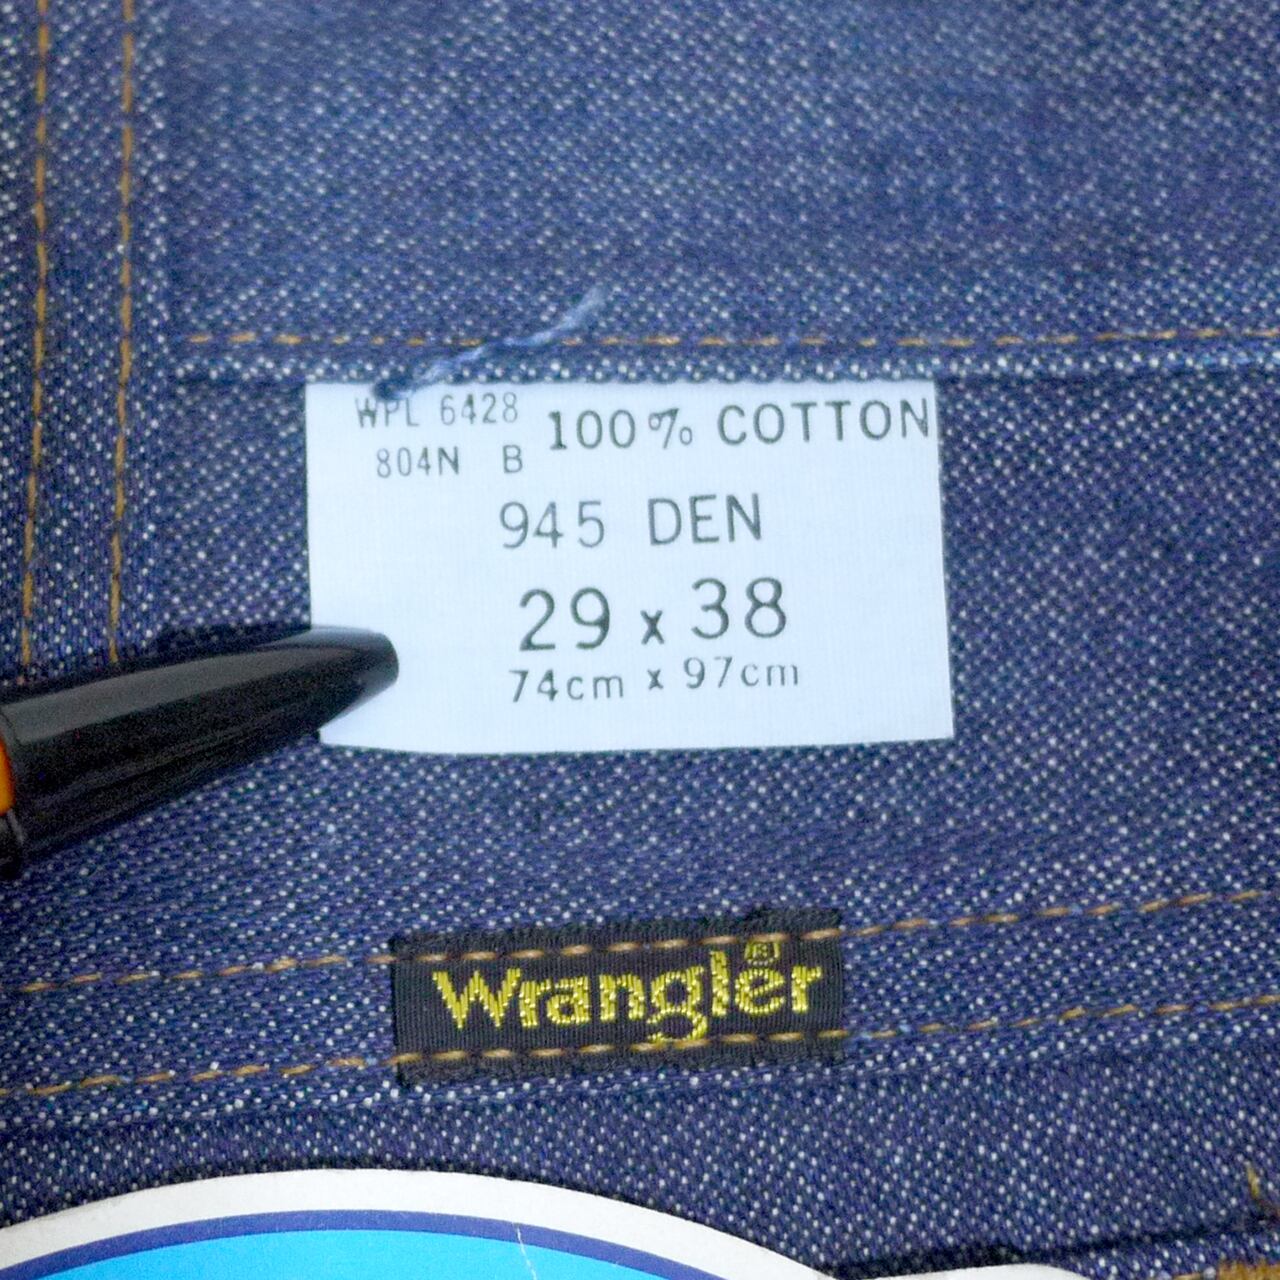 WPL 6428
804N B
100% COTTON
945 DEN
29 x 38
74cm x 97cm
Wrangler®